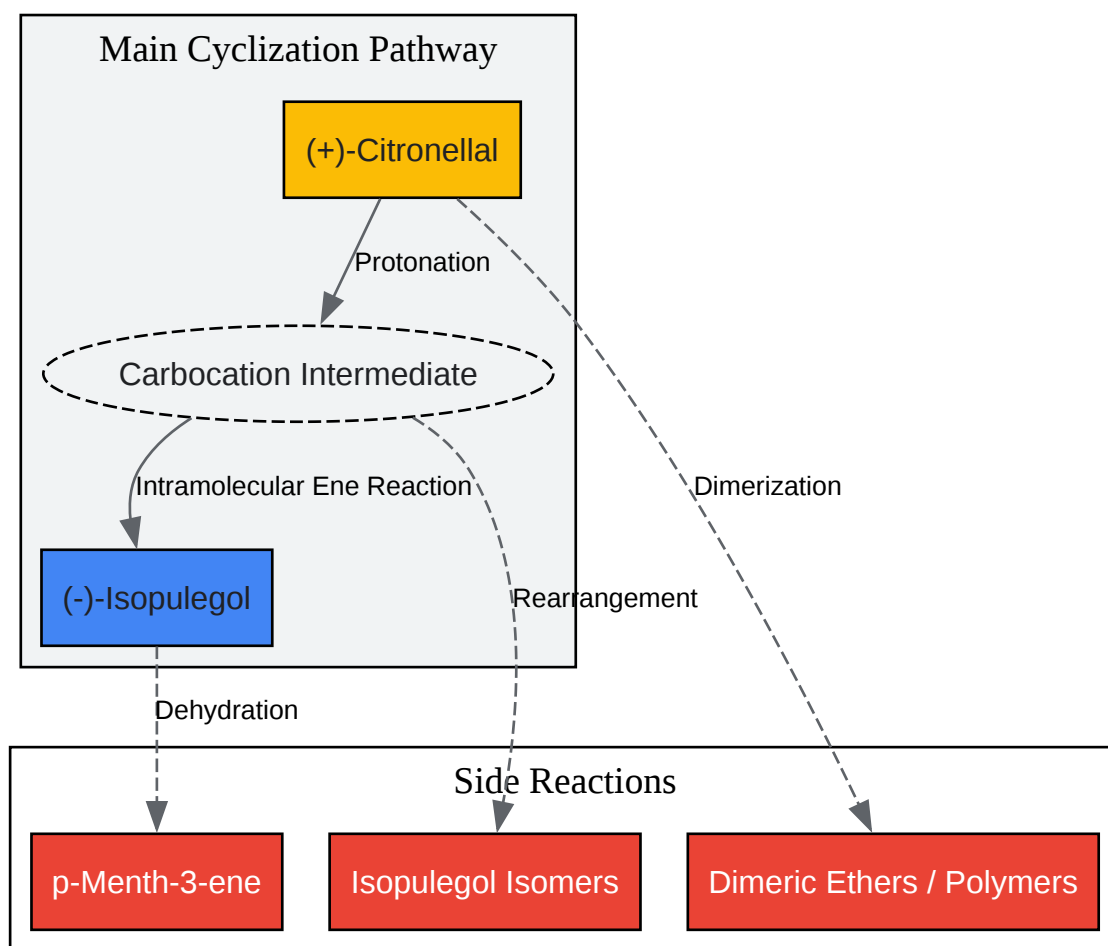 Main Cyclization Pathway
(+)-Citronellal
Protonation
Carbocation Intermediate
Intramolecular Ene Reaction
Dimerization
(-)-Isopulegol
Rearrangement
Dehydration
Side Reactions
p-Menth-3-ene
Isopulegol Isomers
Dimeric Ethers / Polymers